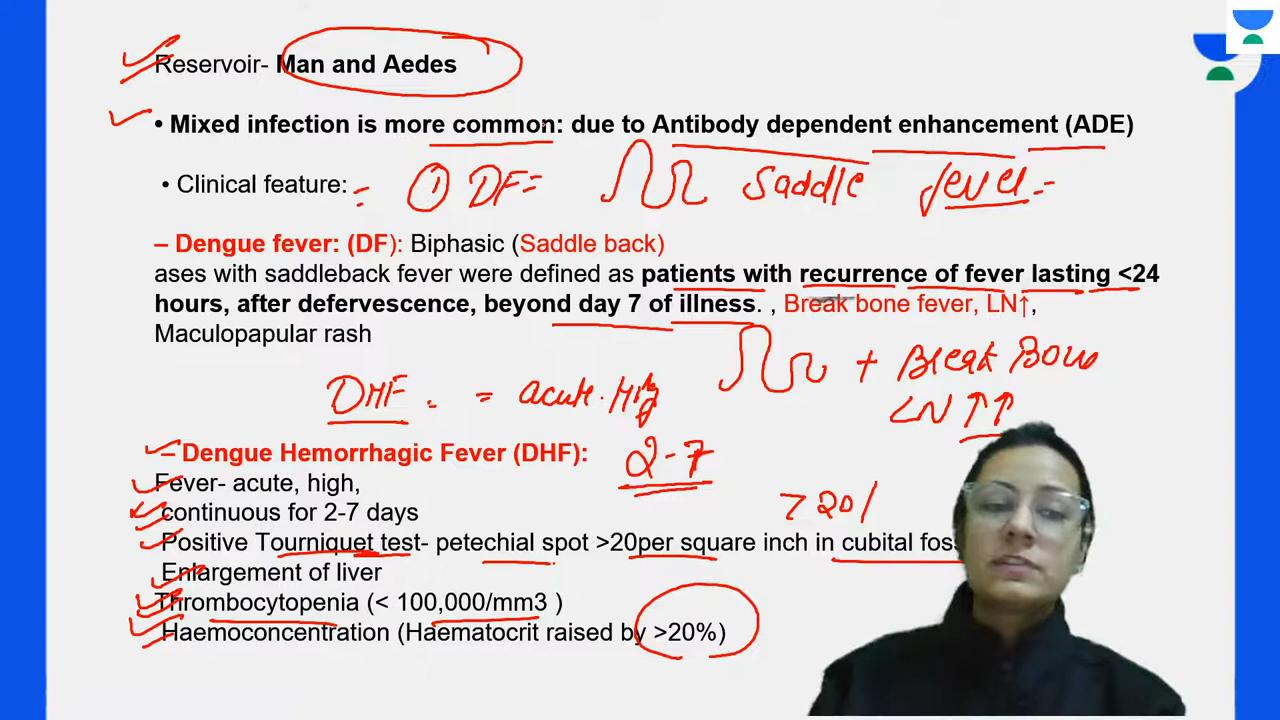 Reservoir- Man and Aedes
• Mixed infection is more common: due to Antibody dependent enhancement (ADE)
• Clinical feature: = ① DF= Saddle fever =
– Dengue fever: (DF): Biphasic (Saddle back)
ases with saddleback fever were defined as patients with recurrence of fever lasting <24
hours, after defervescence, beyond day 7 of illness. , Break bone fever, LN↑,
Maculopapular rash
+ Break Bone
DHF = acute.
LN ↑↑
– Dengue Hemorrhagic Fever (DHF):
2-7
Fever- acute, high,
continuous for 2-7 days
>20/
Positive Tourniquet test- petechial spot >20per square inch in cubital fos
Enlargement of liver
Thrombocytopenia (< 100,000/mm3 )
Haemoconcentration (Haematocrit raised by >20%)